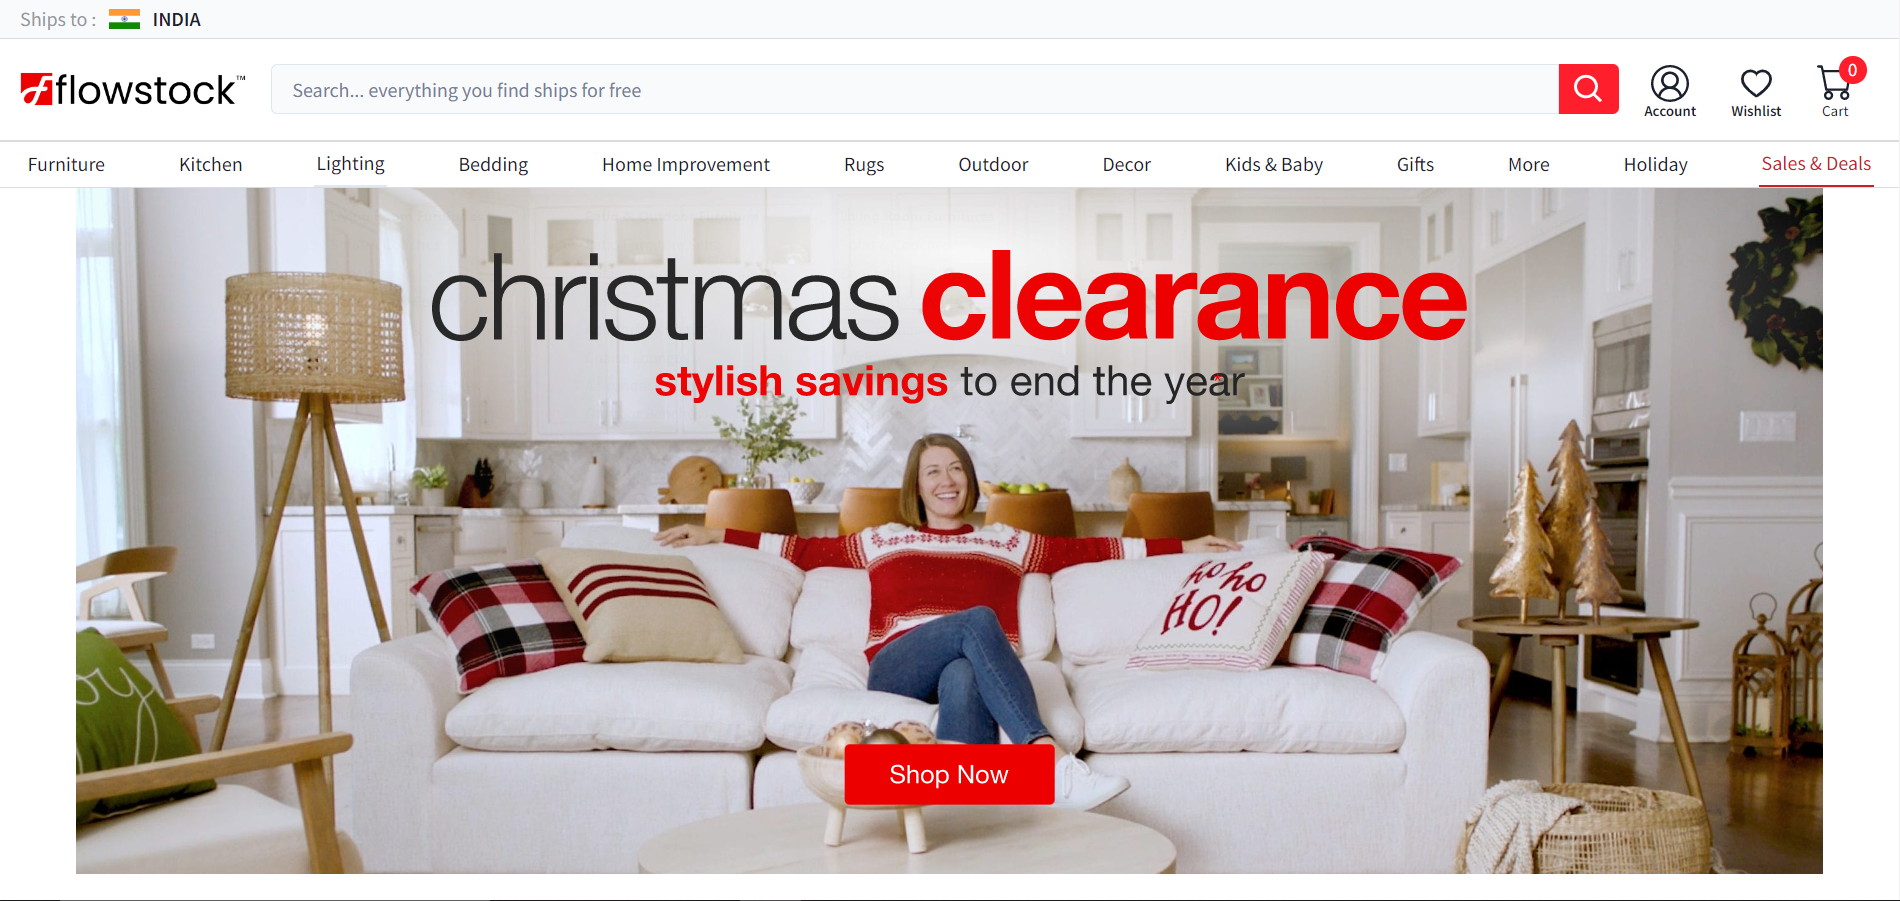 Ships to : INDIA
flowstock™
Search... everything you find ships for free
Account
Wishlist
0
Cart
Furniture Kitchen Lighting Bedding Home Improvement Rugs Outdoor Decor Kids & Baby Gifts More Holiday Sales & Deals
christmas clearance
stylish savings to end the year
ho ho
HO!
Shop Now